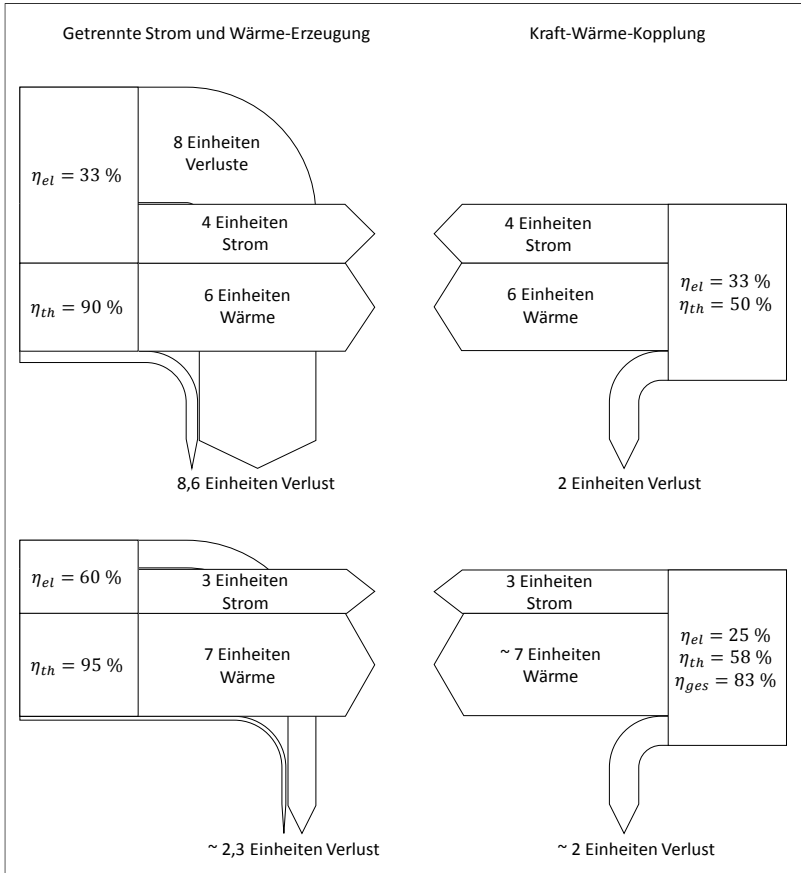 Getrennte Strom und Wärme-Erzeugung
Kraft-Wärme-Kopplung
8 Einheiten
Verluste
η_el = 33 %
4 Einheiten
Strom
η_th = 90 %
6 Einheiten
Wärme
8,6 Einheiten Verlust
4 Einheiten
Strom
6 Einheiten
Wärme
η_el = 33 %
η_th = 50 %
2 Einheiten Verlust
η_el = 60 %
3 Einheiten
Strom
η_th = 95 %
7 Einheiten
Wärme
~ 2,3 Einheiten Verlust
3 Einheiten
Strom
~ 7 Einheiten
Wärme
η_el = 25 %
η_th = 58 %
η_ges = 83 %
~ 2 Einheiten Verlust